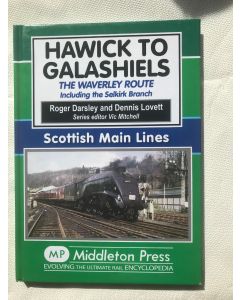 HAWICK TO
GALASHIELS
THE WAVERLEY ROUTE
Including the Selkirk Branch
Roger Darsley and Dennis Lovett
Series editor Vic Mitchell
Scottish Main Lines
MP Middleton Press
EVOLVING THE ULTIMATE RAIL ENCYCLOPEDIA